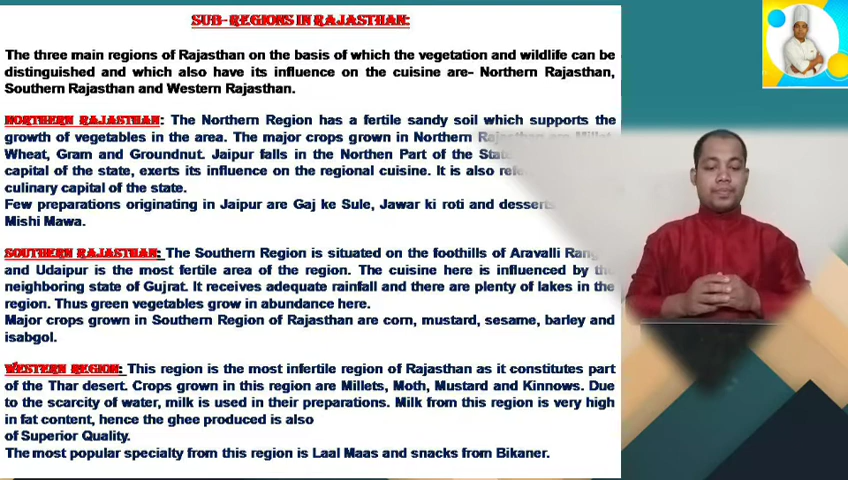 SUB- REGIONS IN RAJASTHAN:
The three main regions of Rajasthan on the basis of which the vegetation and wildlife can be
distinguished and which also have its influence on the cuisine are- Northern Rajasthan,
Southern Rajasthan and Western Rajasthan.
NORTHERN RAJASTHAN: The Northern Region has a fertile sandy soil which supports the
growth of vegetables in the area. The major crops grown in Northern Rajasthan are Millet,
Wheat, Gram and Groundnut. Jaipur falls in the Northen Part of the
capital of the state, exerts its influence on the regional cuisine. It is also
culinary capital of the state.
Few preparations originating in Jaipur are Gaj ke Sule, Jawar ki roti and desserts
Mishi Mawa.
SOUTHERN RAJASTHAN: The Southern Region is situated on the foothills of Aravalli
and Udaipur is the most fertile area of the region. The cuisine here is influenced by the
neighboring state of Gujrat. It receives adequate rainfall and there are plenty of lakes in the
region. Thus green vegetables grow in abundance here.
Major crops grown in Southern Region of Rajasthan are corn, mustard, sesame, barley and
isabgol.
WESTERN REGION: This region is the most infertile region of Rajasthan as it constitutes part
of the Thar desert. Crops grown in this region are Millets, Moth, Mustard and Kinnows. Due
to the scarcity of water, milk is used in their preparations. Milk from this region is very high
in fat content, hence the ghee produced is also
of Superior Quality.
The most popular specialty from this region is Laal Maas and snacks from Bikaner.